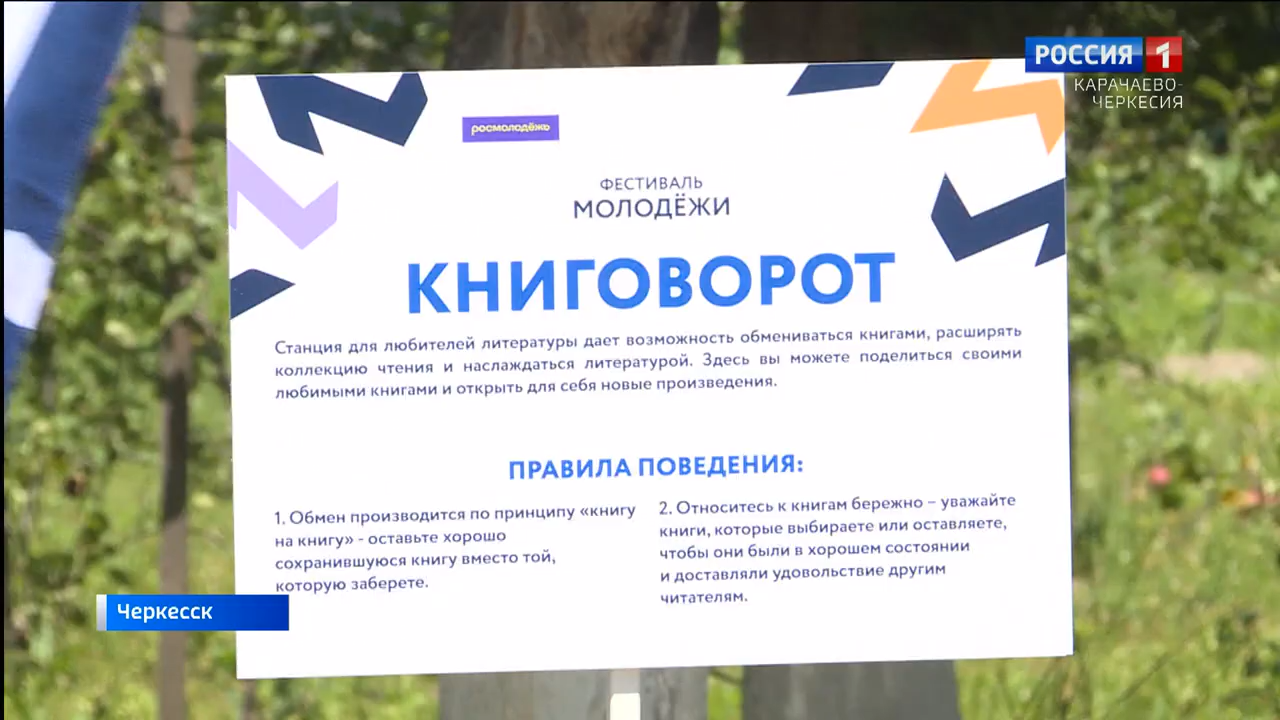 РОССИЯ 1
КАРАЧАЕВО-
ЧЕРКЕСИЯ
росмолодёжь
ФЕСТИВАЛЬ
МОЛОДЁЖИ
КНИГОВОРОТ
Станция для любителей литературы дает возможность обмениваться книгами, расширять
коллекцию чтения и наслаждаться литературой. Здесь вы можете поделиться своими
любимыми книгами и открыть для себя новые произведения.
ПРАВИЛА ПОВЕДЕНИЯ:
1. Обмен производится по принципу «книгу
на книгу» - оставьте хорошо
сохранившуюся книгу вместо той,
которую заберете.
2. Относитесь к книгам бережно – уважайте
книги, которые выбираете или оставляете,
чтобы они были в хорошем состоянии
и доставляли удовольствие другим
читателям.
Черкесск